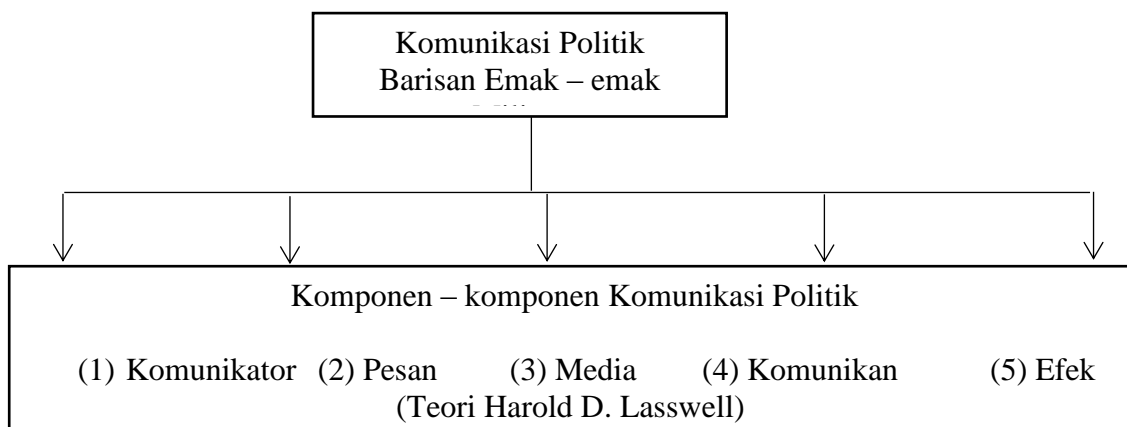 Komunikasi Politik
Barisan Emak – emak
Komponen – komponen Komunikasi Politik
(1) Komunikator (2) Pesan (3) Media (4) Komunikan (5) Efek
(Teori Harold D. Lasswell)